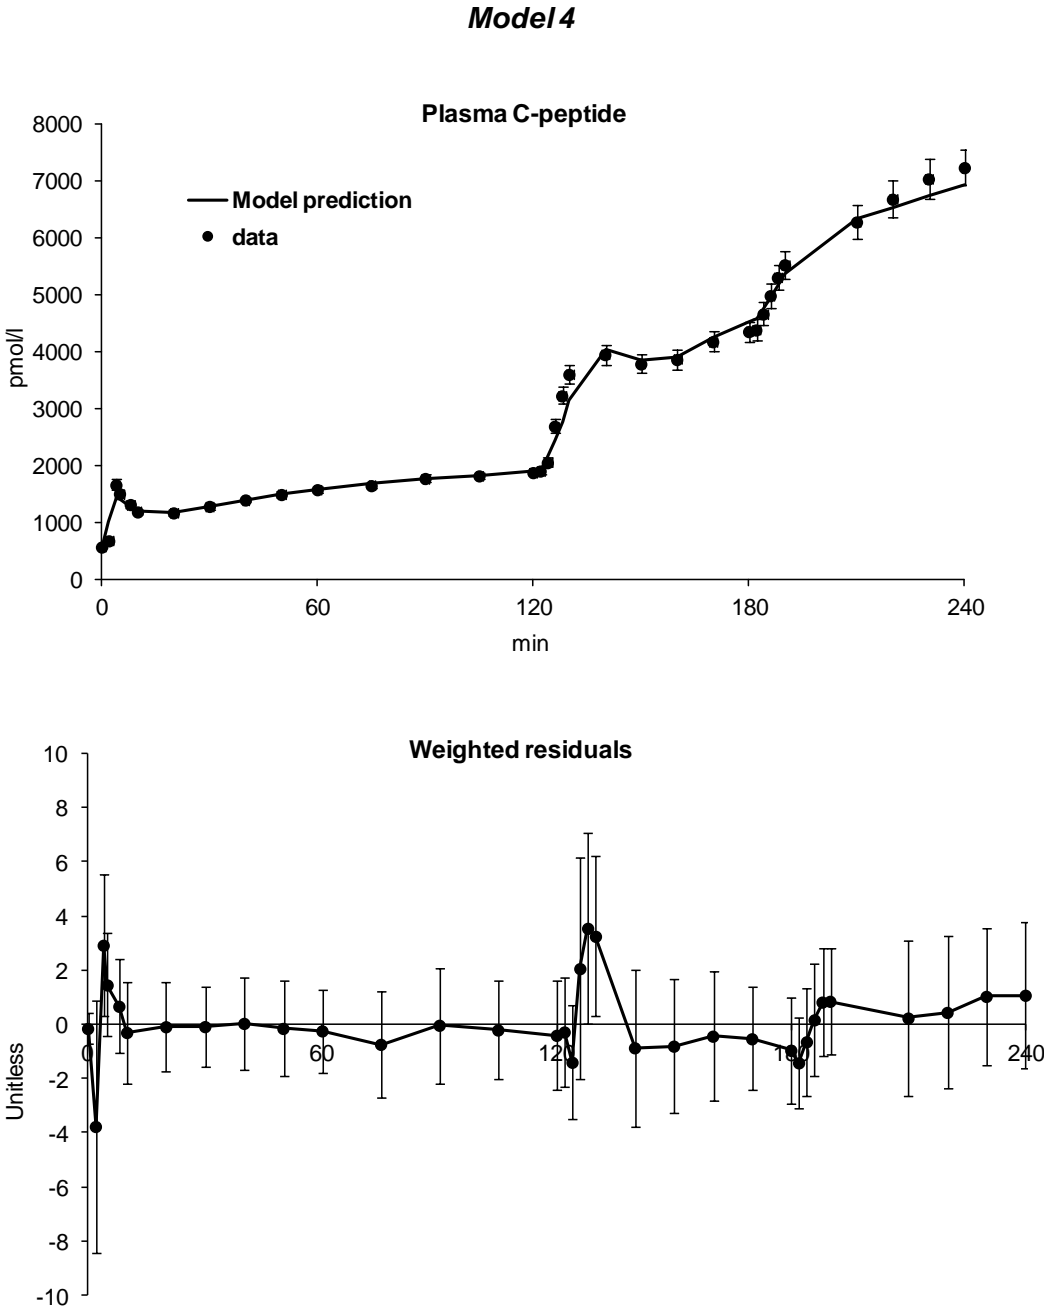 Model 4
Plasma C-peptide
8000
7000
6000
5000
4000
3000
2000
1000
0
pmol/l
Model prediction
data
0 60 120 180 240
min
Weighted residuals
10
8
6
4
2
0
-2
-4
-6
-8
-10
Unitless
0 60 120 180 240